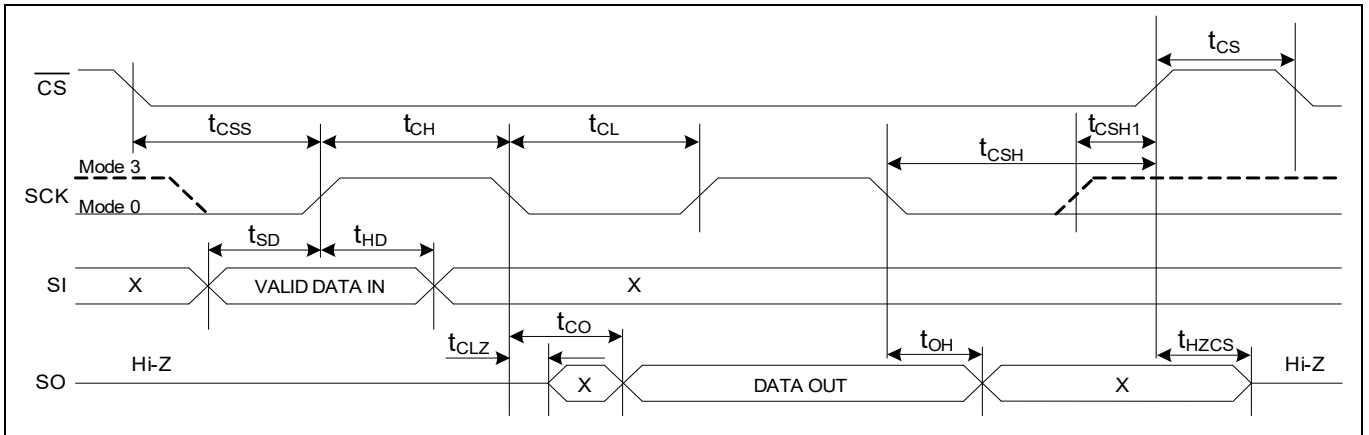 tCS
CS
tCSS tCH tCL tCSH1
tCSH
Mode 3
SCK
Mode 0
tSD tHD
SI X VALID DATA IN X
tCO
tCLZ tOH tHZCS
Hi-Z Hi-Z
SO X DATA OUT X